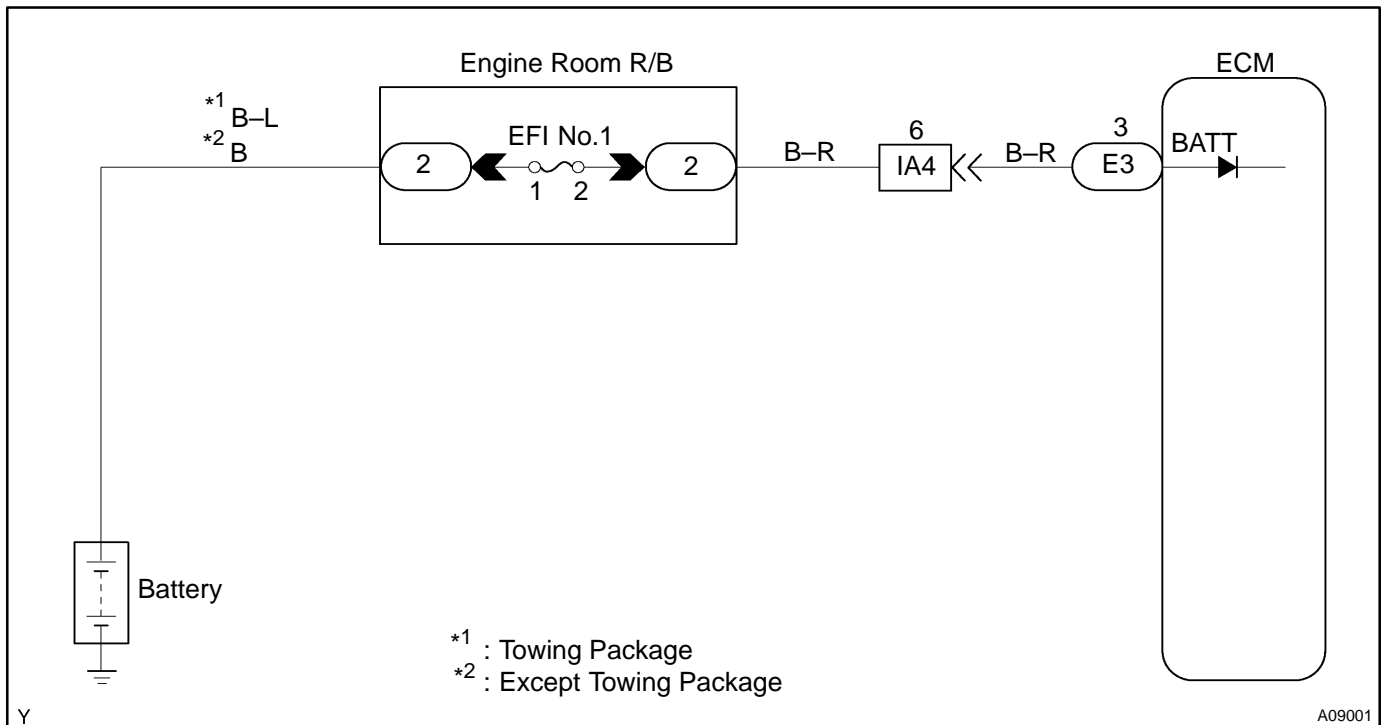 Engine Room R/B
ECM
*1 B–L
*2 B
EFI No.1
2
1 2
2
B–R
6
IA4
B–R
3
E3
BATT
Battery
*1 : Towing Package
*2 : Except Towing Package
Y
A09001